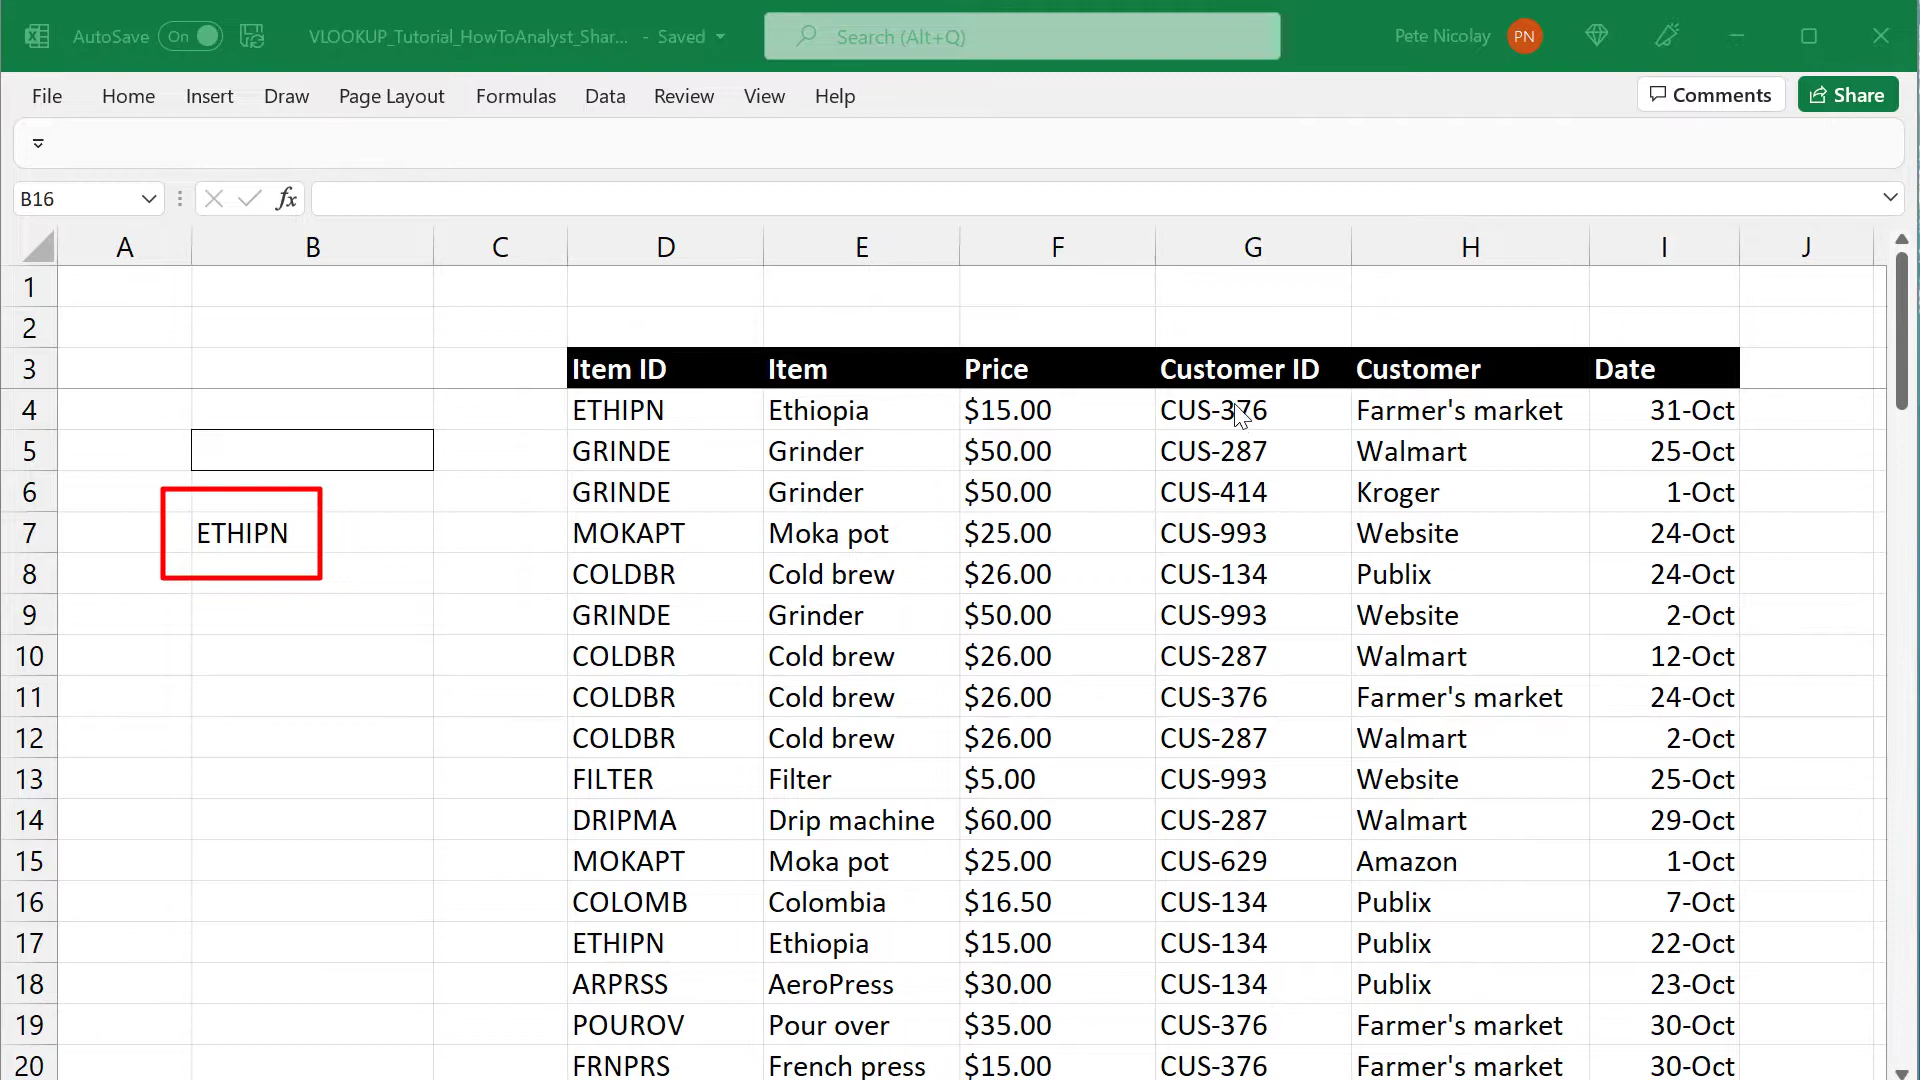 AutoSave On VLOOKUP_Tutorial_HowToAnalyst_Shar... - Saved Search (Alt+Q) Pete Nicolay PN
File Home Insert Draw Page Layout Formulas Data Review View Help Comments Share
B16 fx
A B C D E F G H I J
1
2
3 Item ID Item Price Customer ID Customer Date
4 ETHIPN Ethiopia $15.00 CUS-376 Farmer's market 31-Oct
5 GRINDE Grinder $50.00 CUS-287 Walmart 25-Oct
6 GRINDE Grinder $50.00 CUS-414 Kroger 1-Oct
7 ETHIPN MOKAPT Moka pot $25.00 CUS-993 Website 24-Oct
8 COLDBR Cold brew $26.00 CUS-134 Publix 24-Oct
9 GRINDE Grinder $50.00 CUS-993 Website 2-Oct
10 COLDBR Cold brew $26.00 CUS-287 Walmart 12-Oct
11 COLDBR Cold brew $26.00 CUS-376 Farmer's market 24-Oct
12 COLDBR Cold brew $26.00 CUS-287 Walmart 2-Oct
13 FILTER Filter $5.00 CUS-993 Website 25-Oct
14 DRIPMA Drip machine $60.00 CUS-287 Walmart 29-Oct
15 MOKAPT Moka pot $25.00 CUS-629 Amazon 1-Oct
16 COLOMB Colombia $16.50 CUS-134 Publix 7-Oct
17 ETHIPN Ethiopia $15.00 CUS-134 Publix 22-Oct
18 ARPRSS AeroPress $30.00 CUS-134 Publix 23-Oct
19 POUROV Pour over $35.00 CUS-376 Farmer's market 30-Oct
20 FRNPRS French press $15.00 CUS-376 Farmer's market 30-Oct